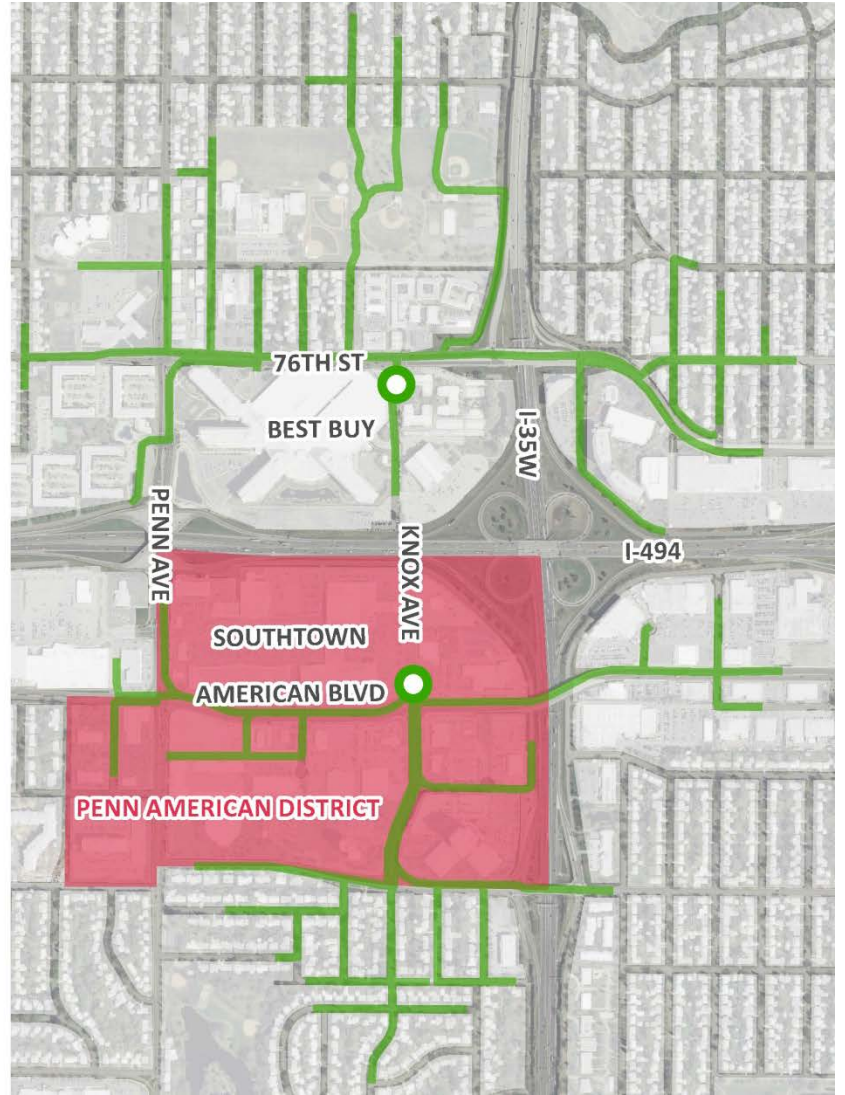 76TH ST
BEST BUY
I-35W
PENN AVE
KNOX AVE
I-494
SOUTHTOWN
AMERICAN BLVD
PENN AMERICAN DISTRICT